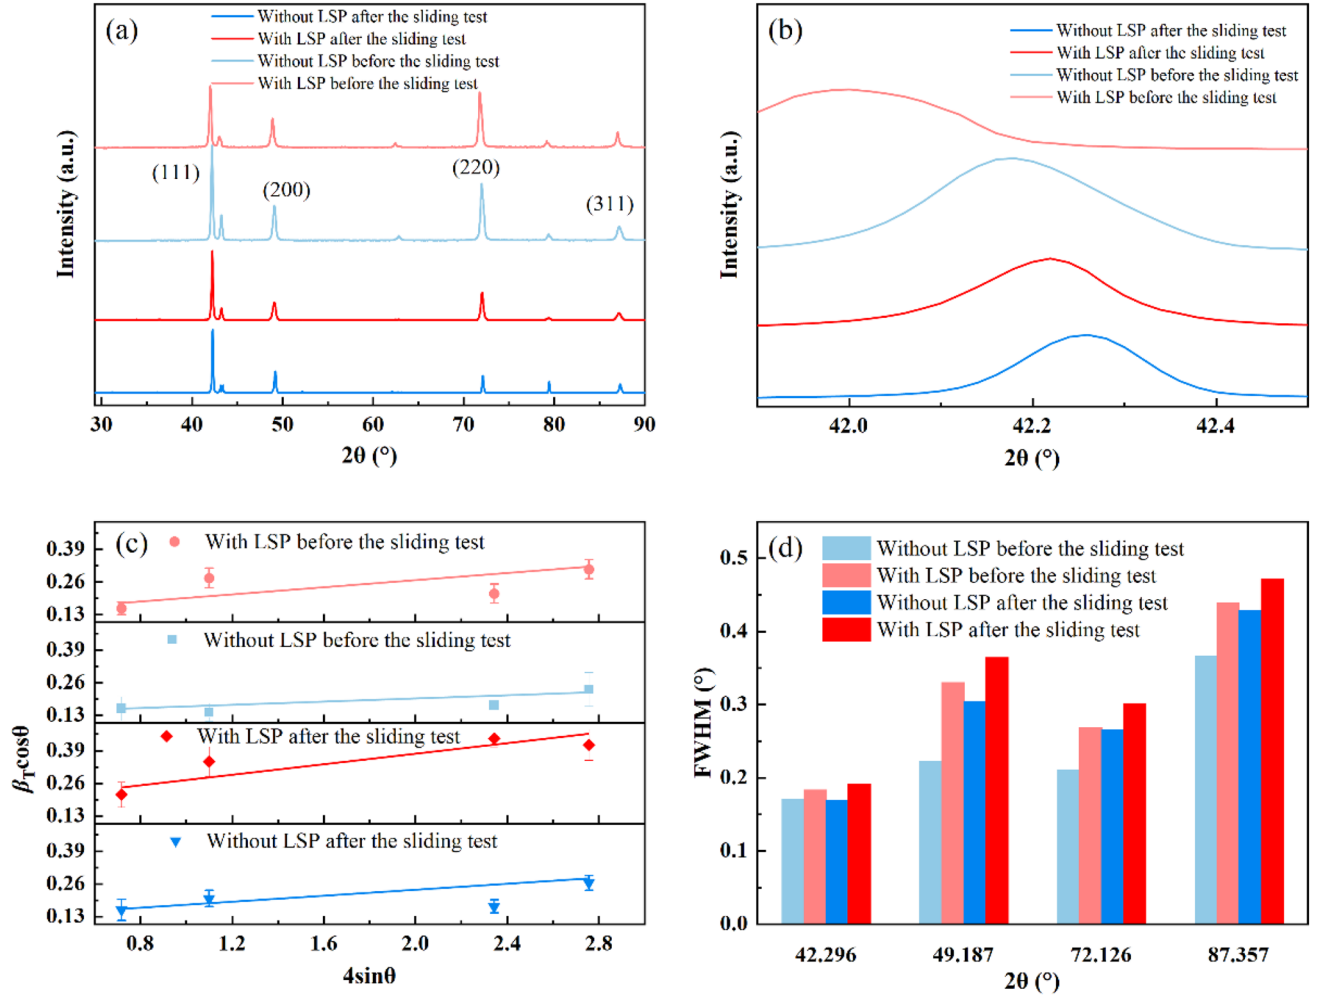 (a)
Without LSP after the sliding test
With LSP after the sliding test
Without LSP before the sliding test
With LSP before the sliding test
(111)
(200)
(220)
(311)
Intensity (a.u.)
30 40 50 60 70 80 90
2θ (°)
(b)
Without LSP after the sliding test
With LSP after the sliding test
Without LSP before the sliding test
With LSP before the sliding test
Intensity (a.u.)
42.0 42.2 42.4
2θ (°)
(c)
With LSP before the sliding test
0.39
0.26
0.13
Without LSP before the sliding test
0.39
0.26
0.13
With LSP after the sliding test
0.39
0.26
0.13
Without LSP after the sliding test
0.39
0.26
0.13
βTcosθ
0.8 1.2 1.6 2.0 2.4 2.8
4sinθ
(d)
Without LSP before the sliding test
With LSP before the sliding test
Without LSP after the sliding test
With LSP after the sliding test
0.5
0.4
0.3
0.2
0.1
0.0
FWHM (°)
42.296 49.187 72.126 87.357
2θ (°)